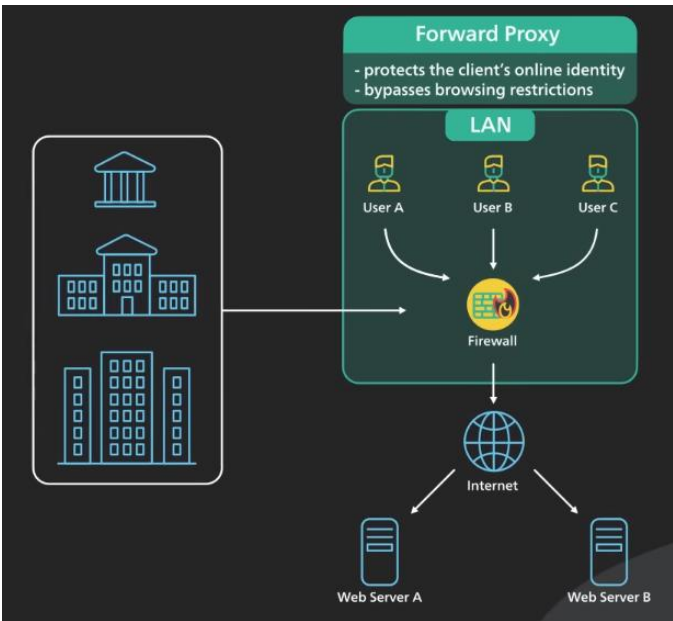 Forward Proxy
- protects the client's online identity
- bypasses browsing restrictions
LAN
User A
User B
User C
Firewall
Internet
Web Server A
Web Server B